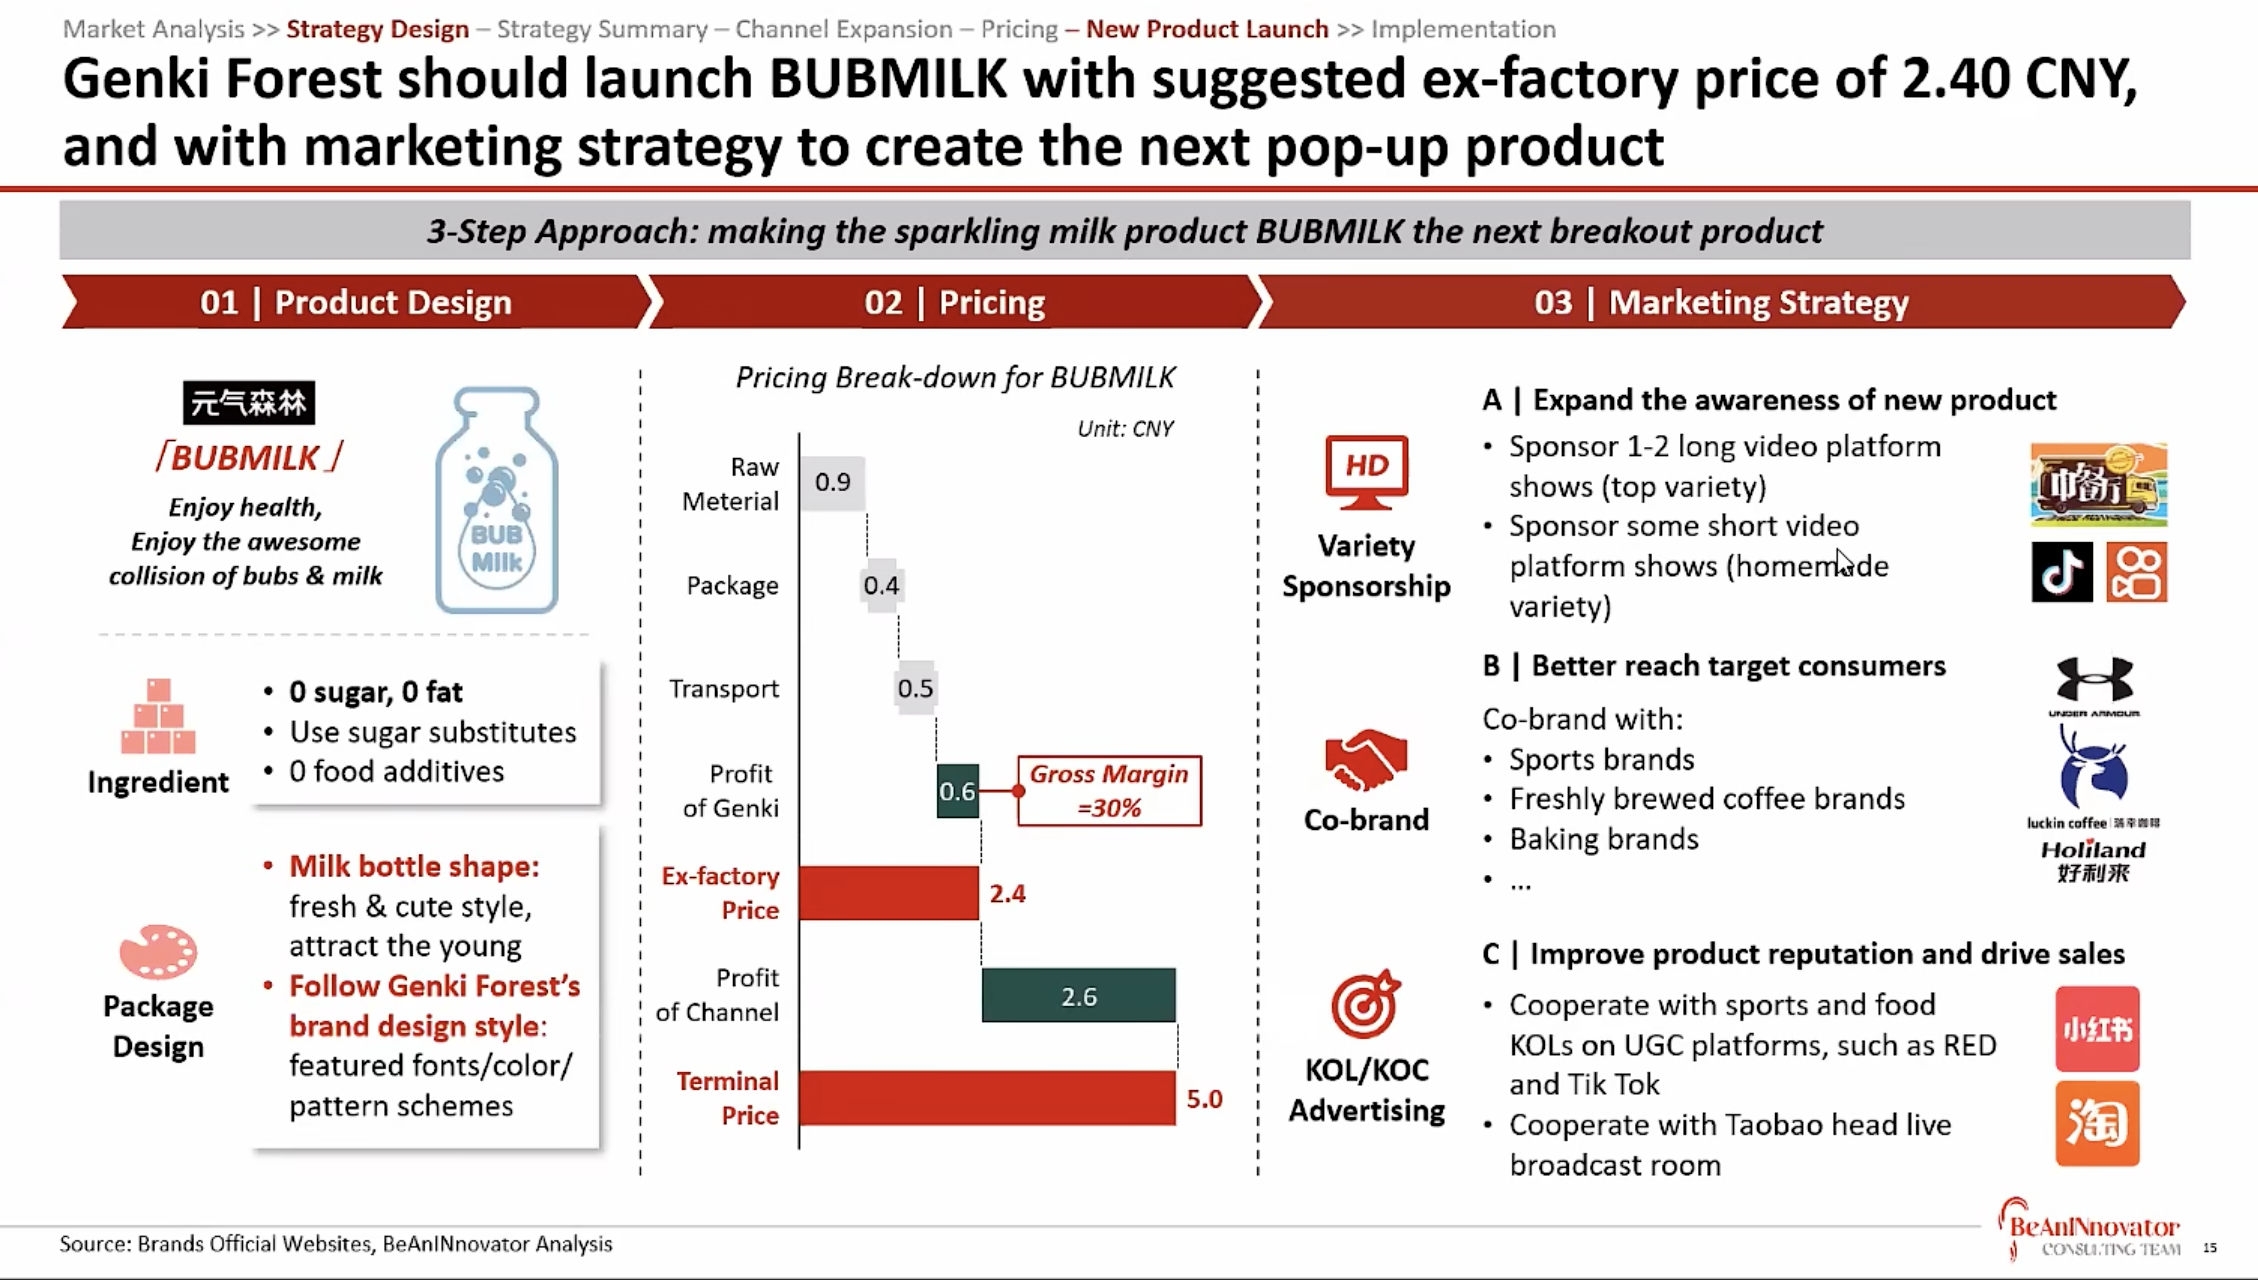 Market Analysis >> Strategy Design – Strategy Summary – Channel Expansion – Pricing – New Product Launch >> Implementation
Genki Forest should launch BUBMILK with suggested ex-factory price of 2.40 CNY,
and with marketing strategy to create the next pop-up product
3-Step Approach: making the sparkling milk product BUBMILK the next breakout product
01 | Product Design
元气森林
「BUBMILK」
Enjoy health,
Enjoy the awesome
collision of bubs & milk
BUB
Milk
Ingredient
• 0 sugar, 0 fat
• Use sugar substitutes
• 0 food additives
Package
Design
• Milk bottle shape:
fresh & cute style,
attract the young
• Follow Genki Forest's
brand design style:
featured fonts/color/
pattern schemes
02 | Pricing
Pricing Break-down for BUBMILK
Unit: CNY
Raw
Meterial
0.9
Package
0.4
Transport
0.5
Profit
of Genki
0.6
Gross Margin
=30%
Ex-factory
Price
2.4
Profit
of Channel
2.6
Terminal
Price
5.0
03 | Marketing Strategy
HD
Variety
Sponsorship
A | Expand the awareness of new product
• Sponsor 1-2 long video platform
shows (top variety)
• Sponsor some short video
platform shows (homemade
variety)
中餐厅
Co-brand
B | Better reach target consumers
Co-brand with:
• Sports brands
• Freshly brewed coffee brands
• Baking brands
• ...
UNDER ARMOUR
luckin coffee 瑞幸咖啡
Holiland
好利来
KOL/KOC
Advertising
C | Improve product reputation and drive sales
• Cooperate with sports and food
KOLs on UGC platforms, such as RED
and Tik Tok
• Cooperate with Taobao head live
broadcast room
小红书
淘
Source: Brands Official Websites, BeAnINnovator Analysis
BeAnINnovator
CONSULTING TEAM
15